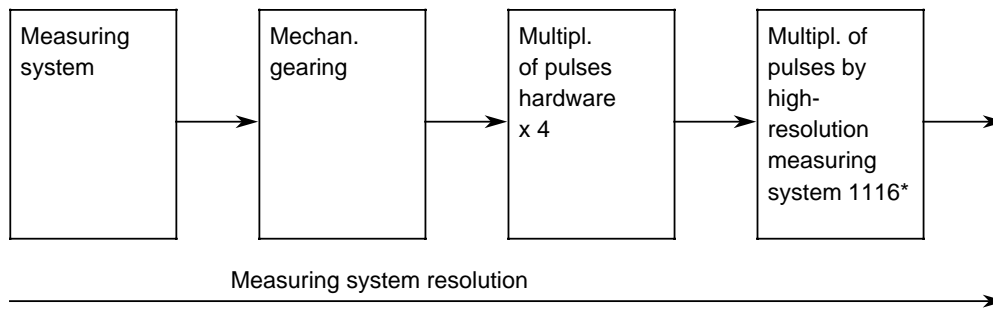 Measuring
system
Mechan.
gearing
Multipl.
of pulses
hardware
x 4
Multipl. of
pulses by
high-
resolution
measuring
system 1116*
Measuring system resolution